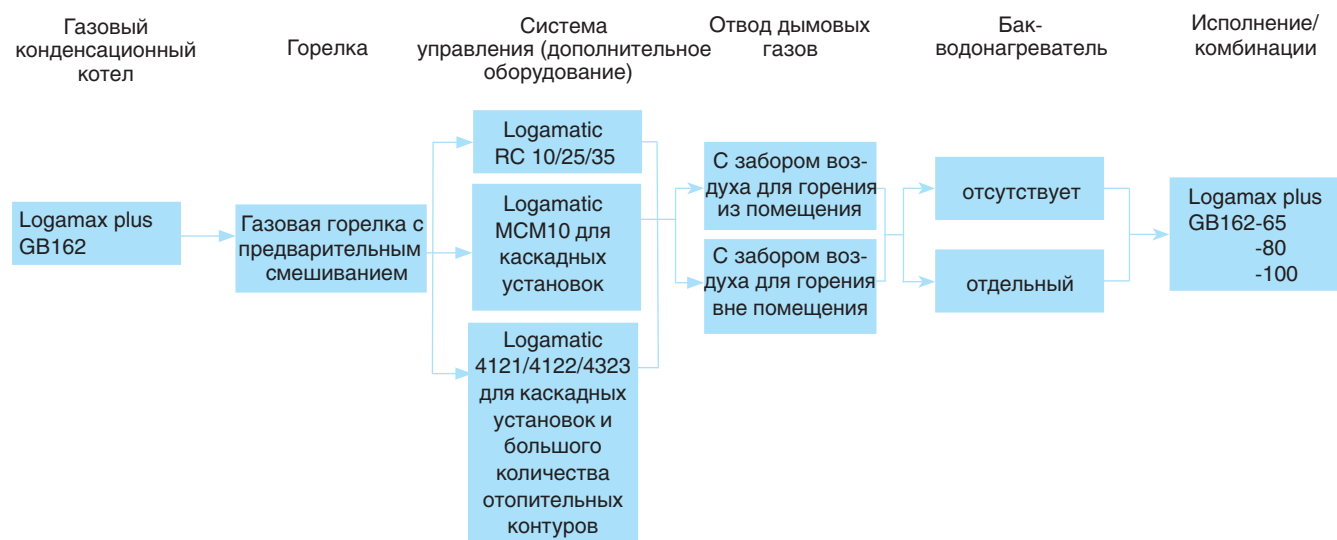 Газовый
конденсационный
котел
Горелка
Система
управления (дополнительное
оборудование)
Отвод дымовых
газов
Бак-
водонагреватель
Исполнение/
комбинации
Logamax plus
GB162
Газовая горелка с
предварительным
смешиванием
Logamatic
RC 10/25/35
Logamatic
MCM10 для
каскадных
установок
Logamatic
4121/4122/4323
для каскадных
установок и
большого
количества
отопительных
контуров
С забором воз-
духа для горения
из помещения
С забором воз-
духа для горения
вне помещения
отсутствует
отдельный
Logamax plus
GB162-65
-80
-100